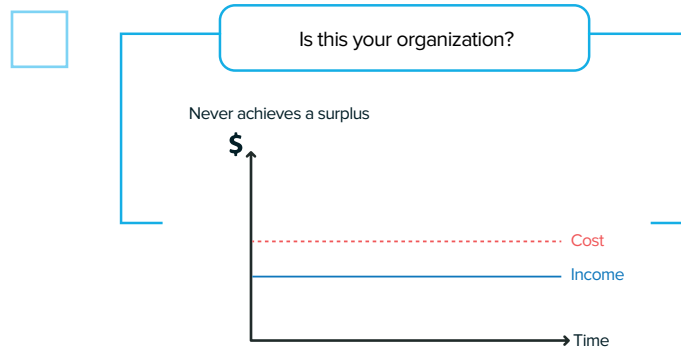 Is this your organization?
Never achieves a surplus
$
Cost
Income
Time